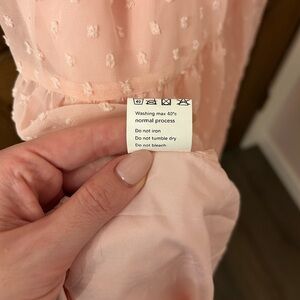 Washing max 40°c
normal process
Do not iron
Do not tumble dry
Do not bleach